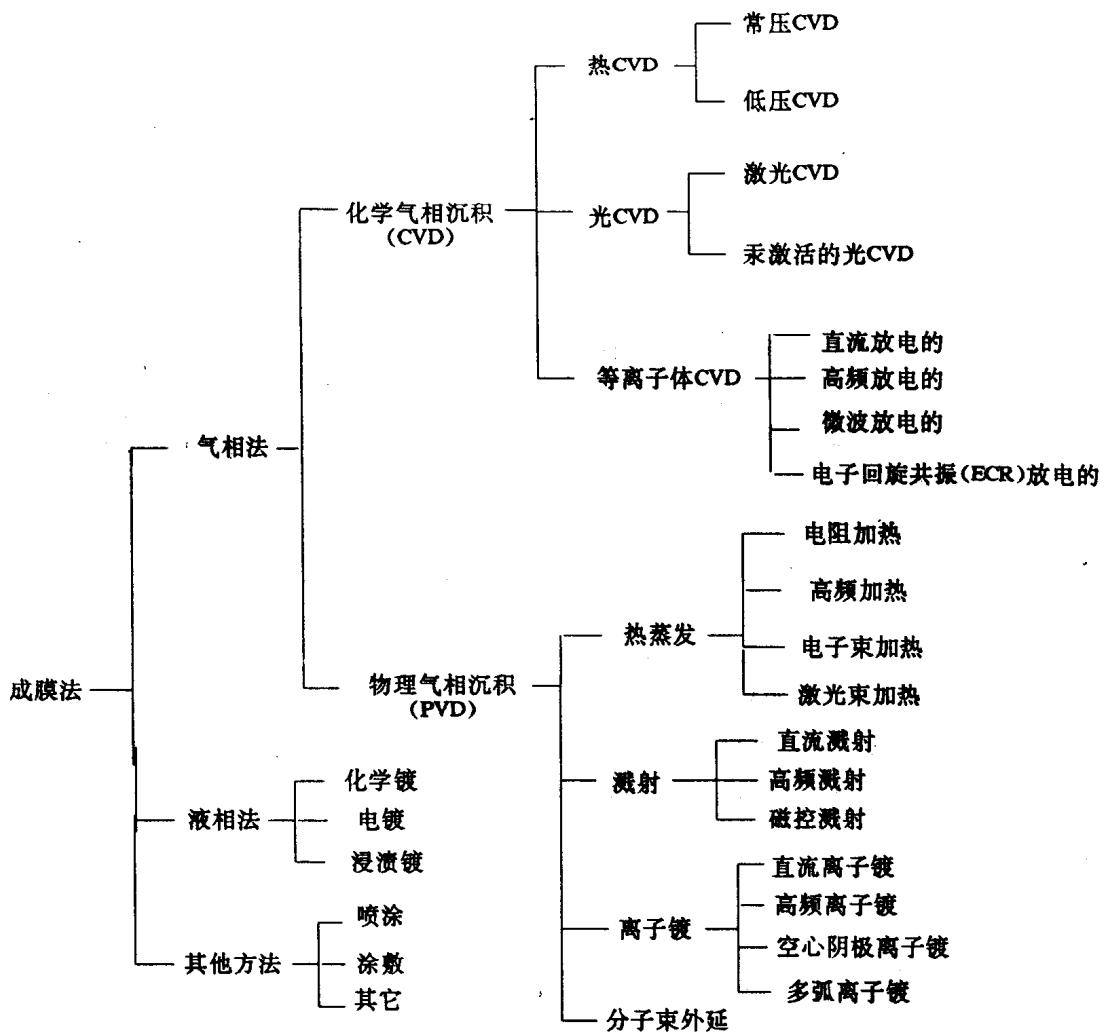 常压CVD
热CVD
低压CVD
激光CVD
化学气相沉积
(CVD)
光CVD
汞激活的光CVD
直流放电的
等离子体CVD
高频放电的
微波放电的
气相法
电子回旋共振(ECR)放电的
电阻加热
高频加热
热蒸发
电子束加热
成膜法
物理气相沉积
(PVD)
激光束加热
直流溅射
溅射
高频溅射
磁控溅射
化学镀
液相法
电镀
浸渍镀
直流离子镀
高频离子镀
离子镀
空心阴极离子镀
多弧离子镀
喷涂
其他方法
涂敷
其它
分子束外延